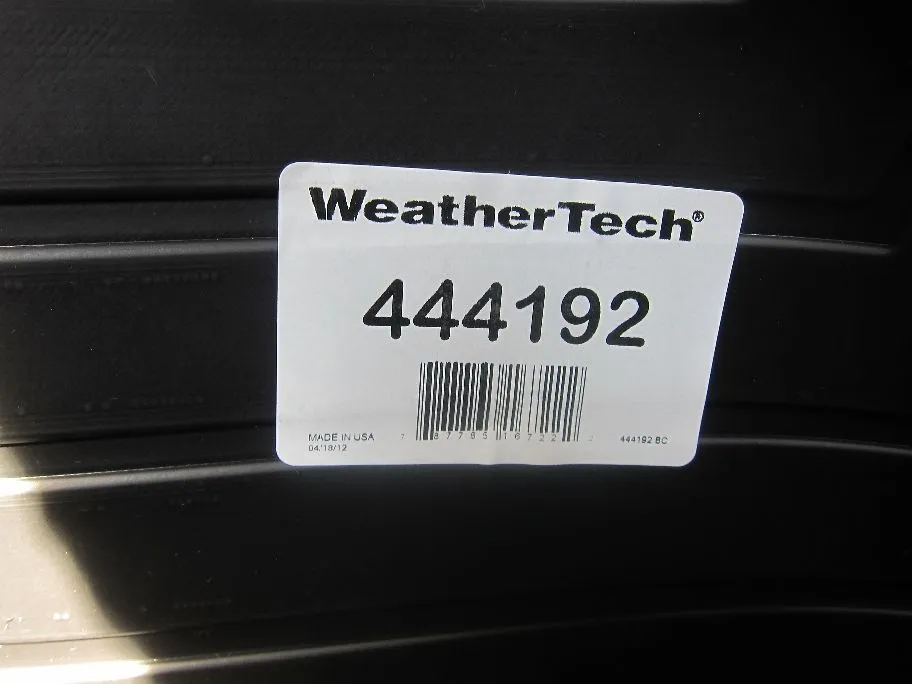 WeatherTech®
444192
7 87765 16722 2
MADE IN USA
04/18/12
444192 BC